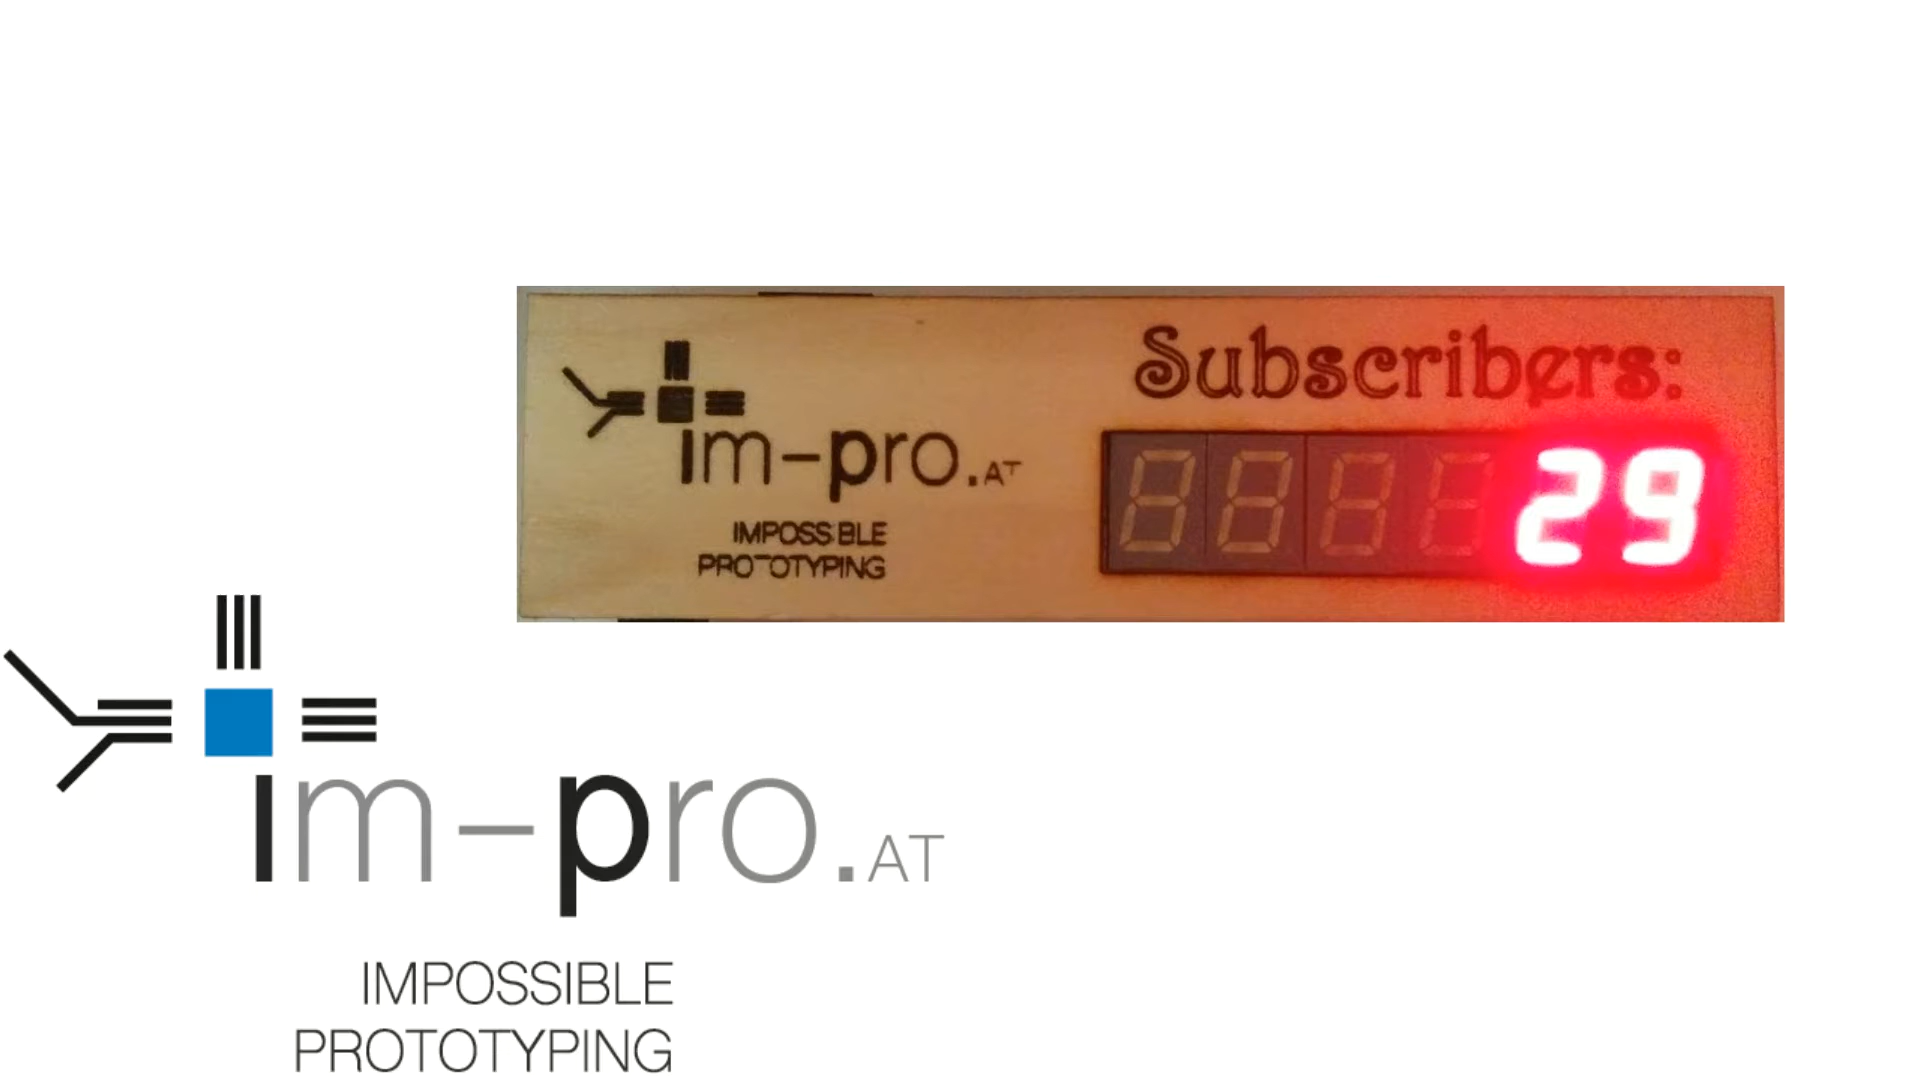 Subscribers:
im-pro.AT
29
IMPOSSIBLE
PROTOTYPING
im-pro.AT
IMPOSSIBLE
PROTOTYPING